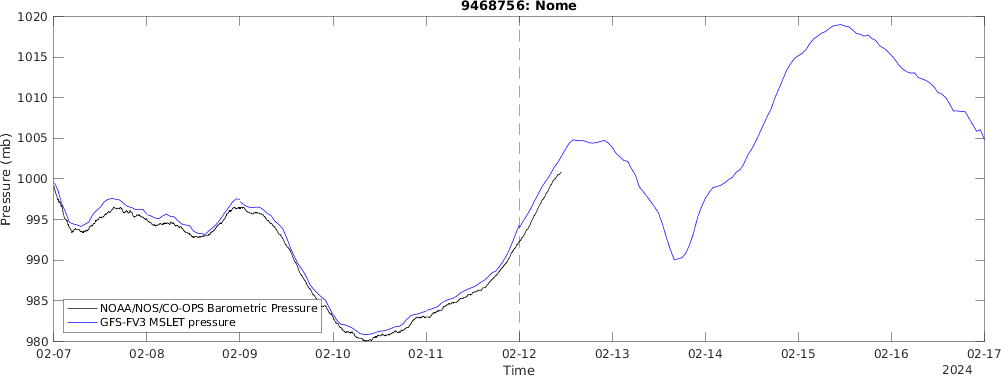 9468756: Nome
Pressure (mb)
1020
1015
1010
1005
1000
995
990
985
980
NOAA/NOS/CO-OPS Barometric Pressure
GFS-FV3 MSLET pressure
02-07 02-08 02-09 02-10 02-11 02-12 02-13 02-14 02-15 02-16 02-17
Time
2024